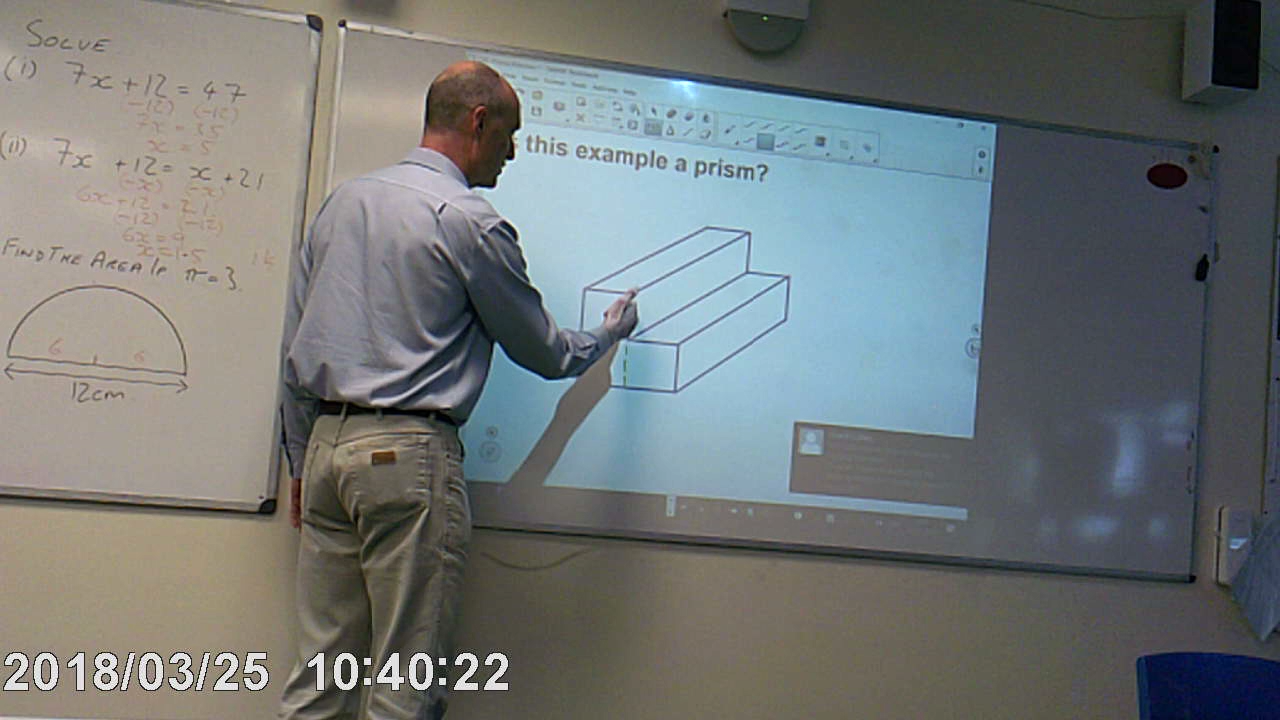 SOLVE
(i) 7x + 12 = 47
(-12) (-12)
7x = 35
x = 5
(ii) 7x + 12 = x + 21
(-x) (-x)
6x + 12 = 21
(-12) (-12)
6x = 9
x = 1.5
FIND THE AREA IF π = 3
6 6
12cm
this example a prism?
2018/03/25 10:40:22